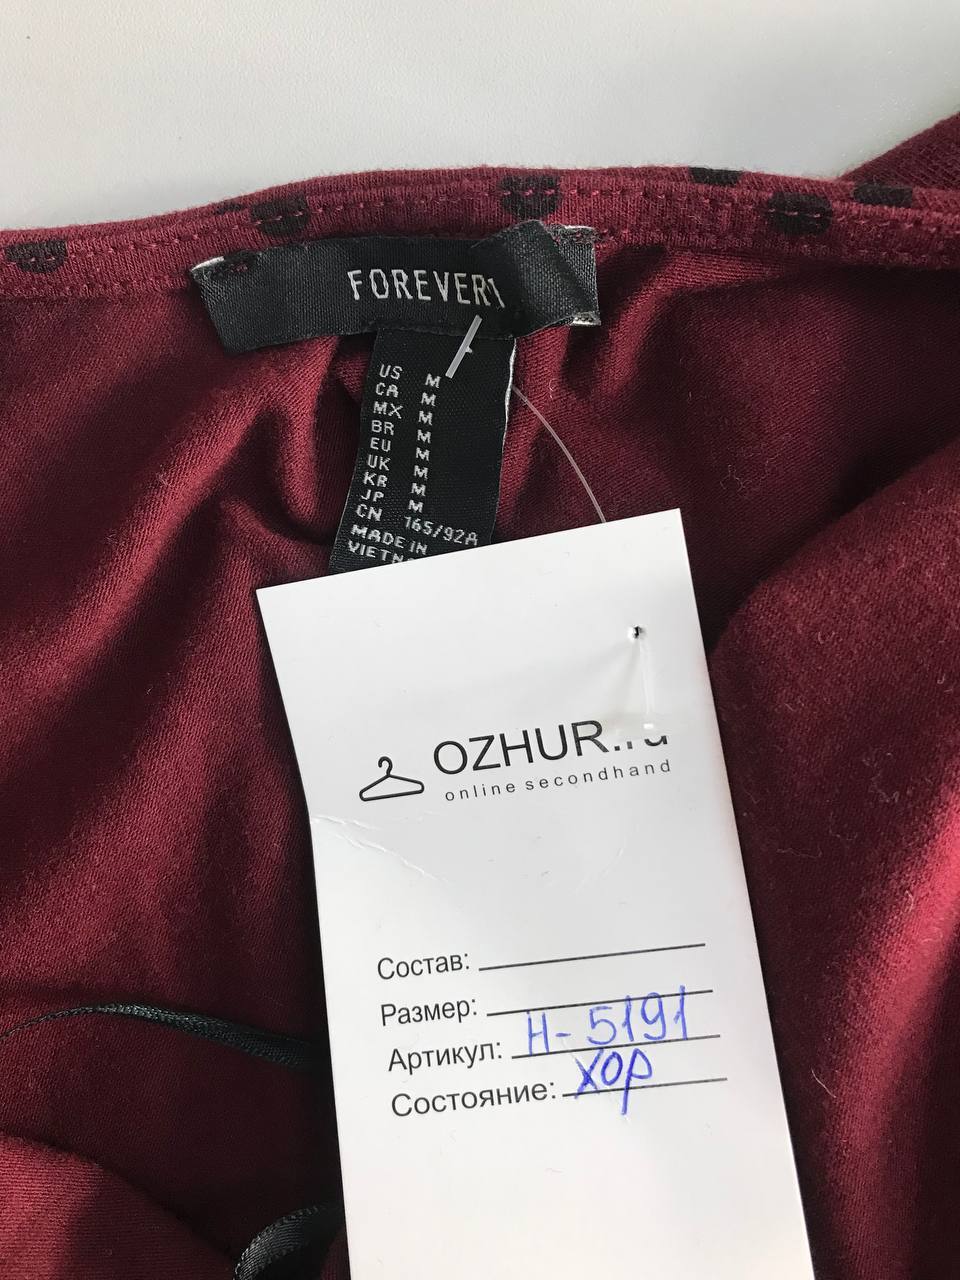 FOREVER
US M
CA M
MX M
BR M
EU M
UK M
KR M
JP M
CN 165/92A
MADE IN
OZHUR.ru
online secondhand
Состав:
Размер:
Артикул: Н-5191
Состояние: хор